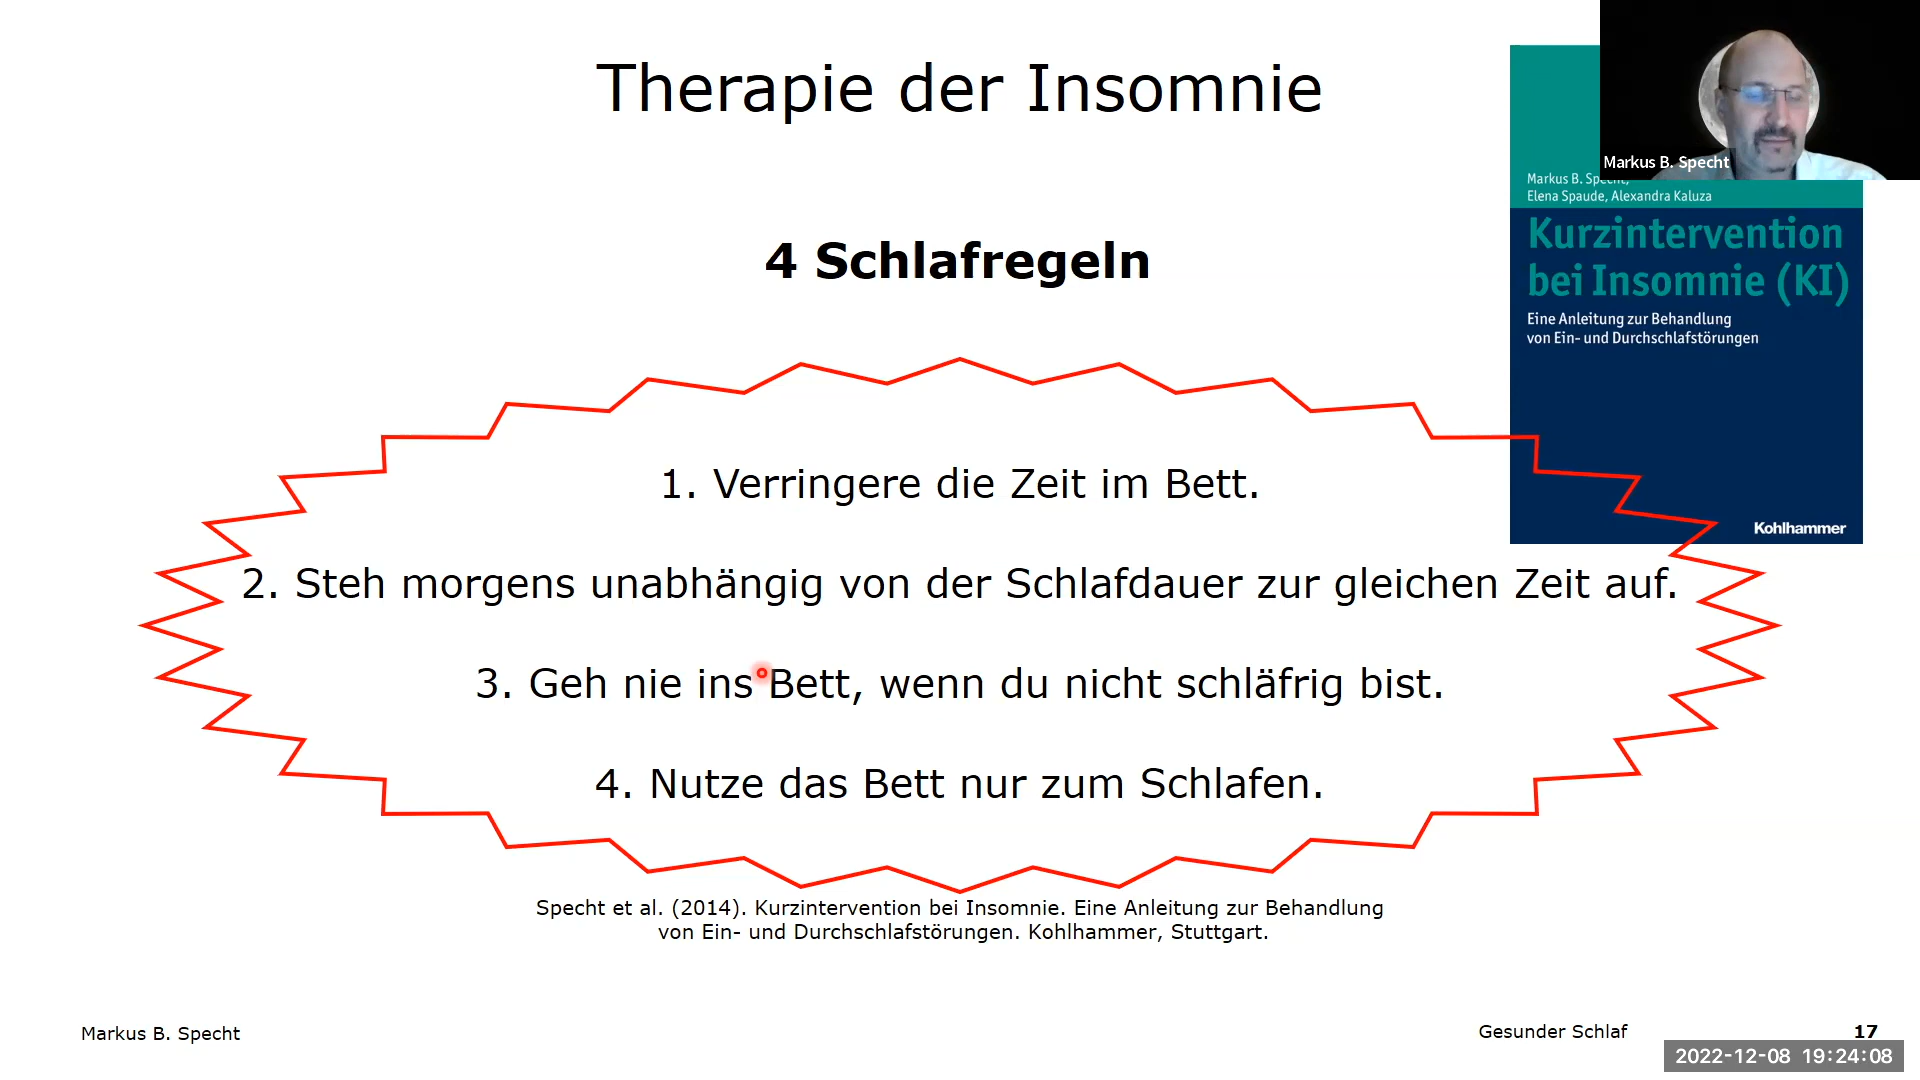 Therapie der Insomnie
Markus B. Specht
Markus B. Specht,
Elena Spaude, Alexandra Kaluza
Kurzintervention
bei Insomnie (KI)
Eine Anleitung zur Behandlung
von Ein- und Durchschlafstörungen
Kohlhammer
4 Schlafregeln
1. Verringere die Zeit im Bett.
2. Steh morgens unabhängig von der Schlafdauer zur gleichen Zeit auf.
3. Geh nie ins Bett, wenn du nicht schläfrig bist.
4. Nutze das Bett nur zum Schlafen.
Specht et al. (2014). Kurzintervention bei Insomnie. Eine Anleitung zur Behandlung
von Ein- und Durchschlafstörungen. Kohlhammer, Stuttgart.
Markus B. Specht
Gesunder Schlaf
17
2022-12-08 19:24:08